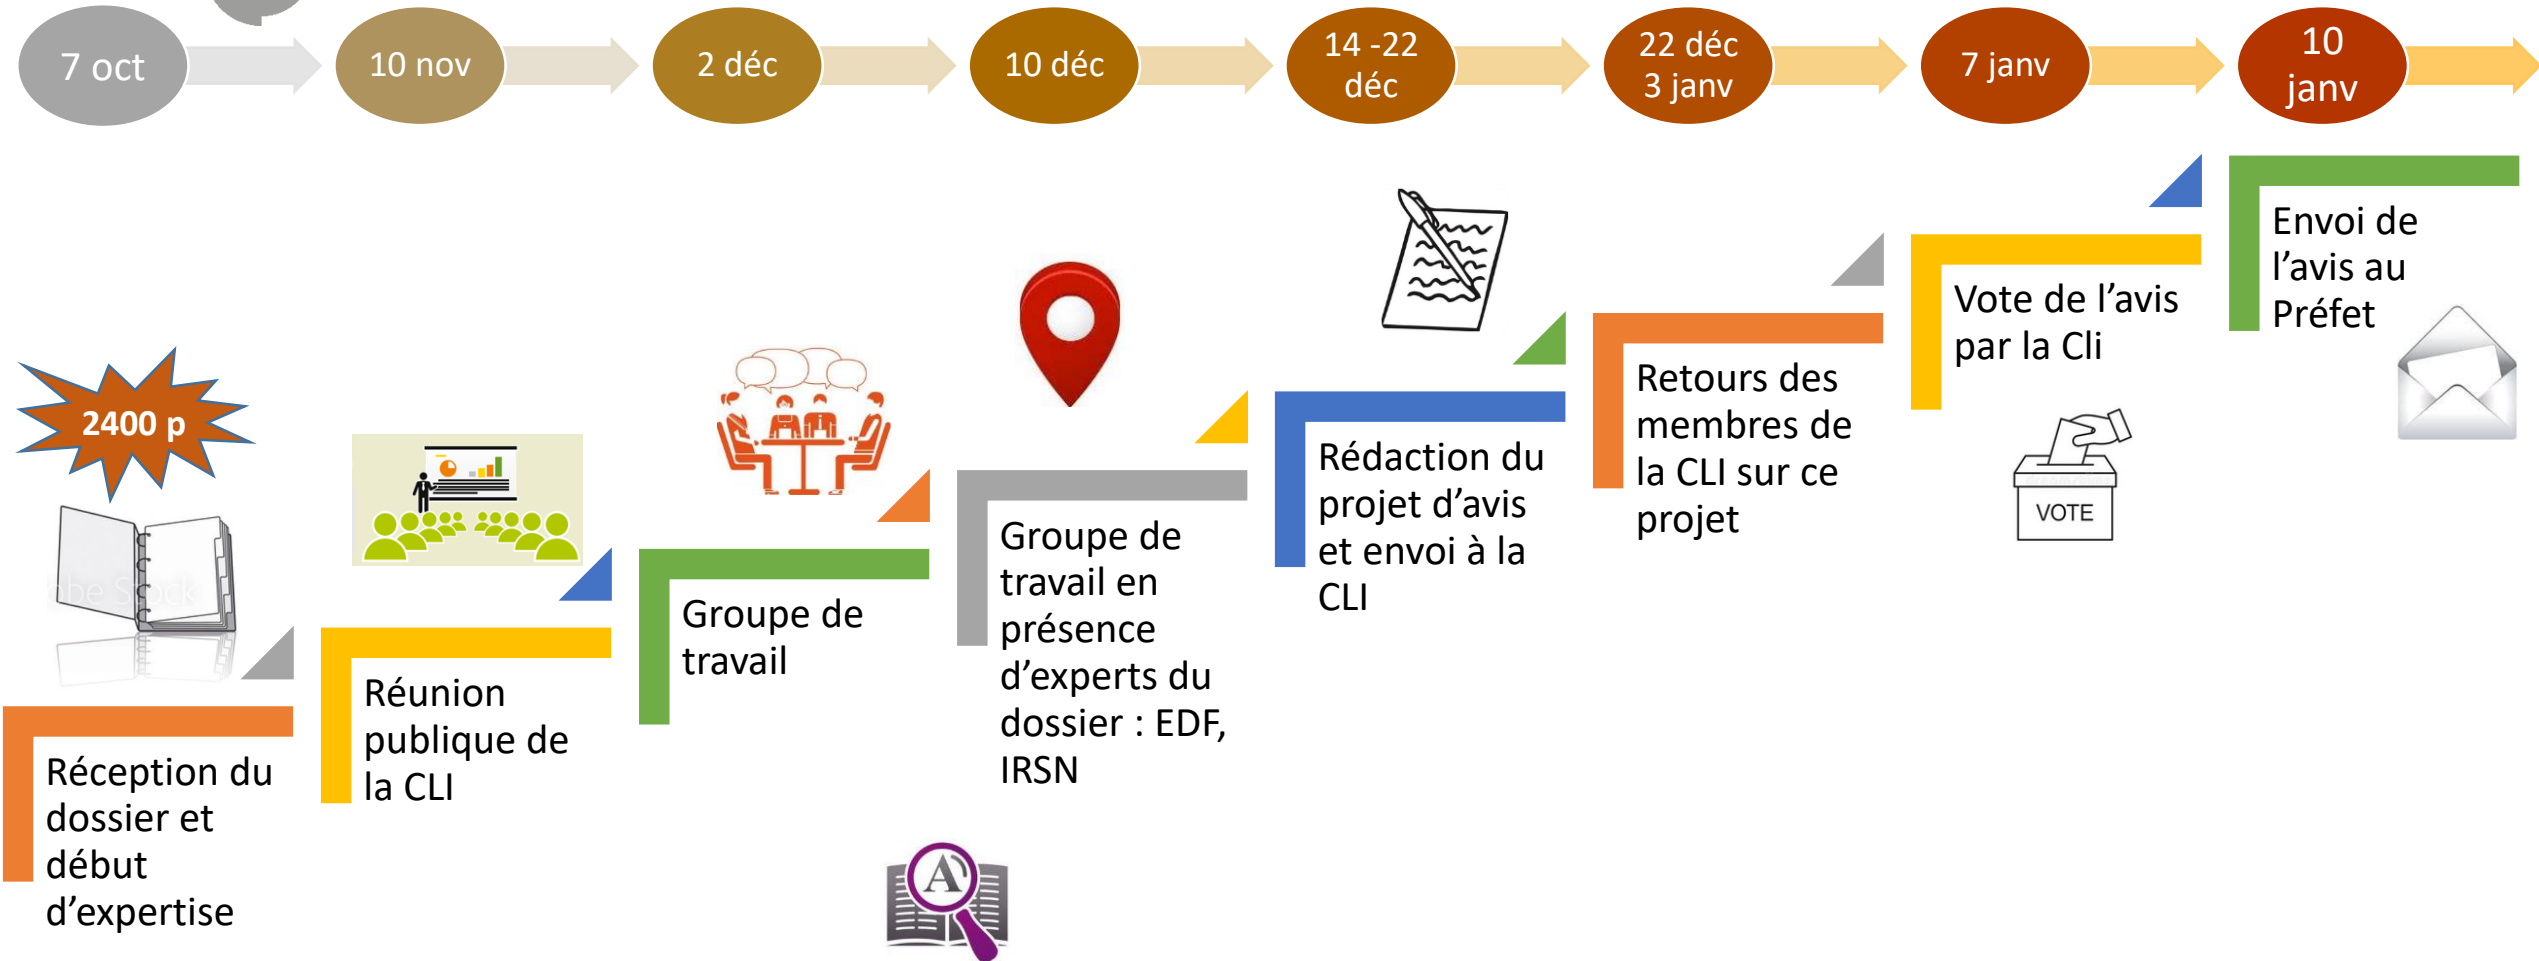 7 oct
10 nov
2 déc
10 déc
14 -22
déc
22 déc
3 janv
7 janv
10
janv
2400 p
Réception du
dossier et
début
d’expertise
Réunion
publique de
la CLI
Groupe de
travail
Groupe de
travail en
présence
d’experts du
dossier : EDF,
IRSN
Rédaction du
projet d’avis
et envoi à la
CLI
Retours des
membres de
la CLI sur ce
projet
Vote de l’avis
par la Cli
VOTE
Envoi de
l’avis au
Préfet
A